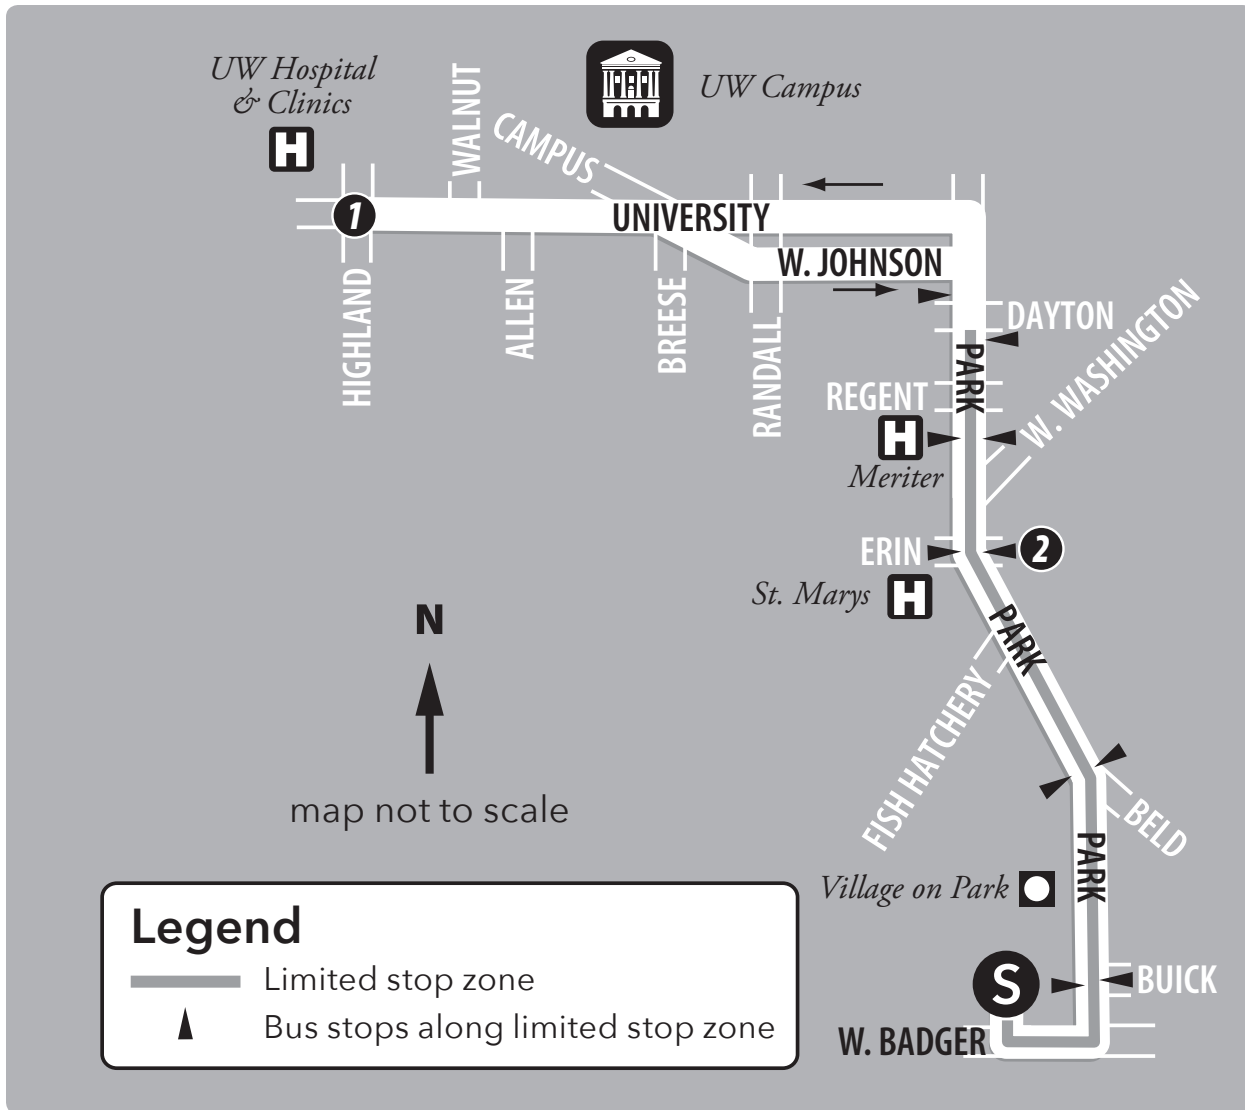 UW Hospital
& Clinics
H
WALNUT
CAMPUS
UW Campus
1
UNIVERSITY
W. JOHNSON
HIGHLAND
ALLEN
BREESE
RANDALL
DAYTON
PARK
W. WASHINGTON
REGENT
H
Meriter
ERIN
2
St. Marys
H
N
PARK
map not to scale
FISH HATCHERY
BELD
PARK
Village on Park
Legend
Limited stop zone
Bus stops along limited stop zone
S
BUICK
W. BADGER